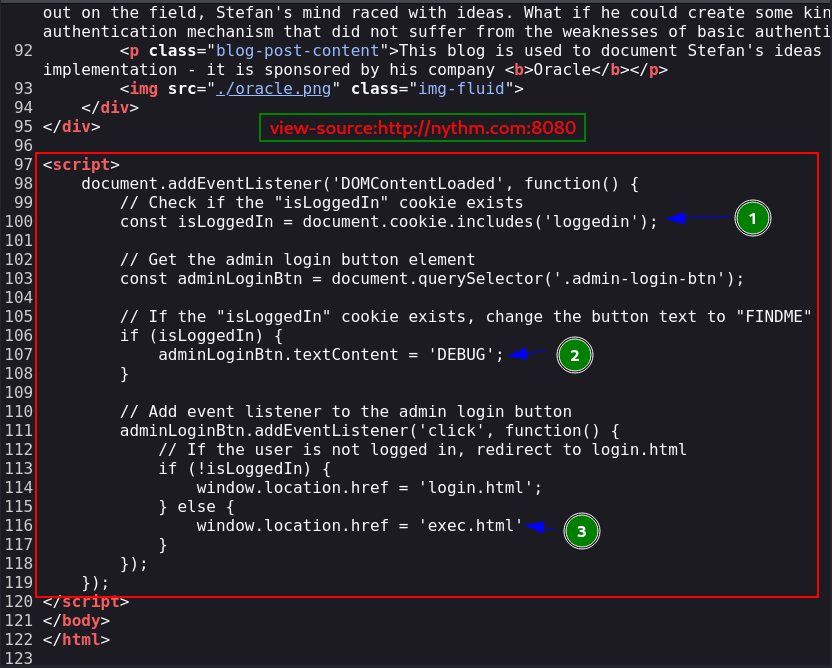 out on the field, Stefan's mind raced with ideas. What if he could create some kin
authentication mechanism that did not suffer from the weaknesses of basic authenti
92 <p class="blog-post-content">This blog is used to document Stefan's ideas
implementation - it is sponsored by his company <b>Oracle</b></p>
93 <img src="./oracle.png" class="img-fluid">
94 </div>
95 </div>
view-source:http://nythm.com:8080
96
97 <script>
98 document.addEventListener('DOMContentLoaded', function() {
99 // Check if the "isLoggedIn" cookie exists
100 const isLoggedIn = document.cookie.includes('loggedin');
1
101
102 // Get the admin login button element
103 const adminLoginBtn = document.querySelector('.admin-login-btn');
104
105 // If the "isLoggedIn" cookie exists, change the button text to "FINDME"
106 if (isLoggedIn) {
107 adminLoginBtn.textContent = 'DEBUG';
2
108 }
109
110 // Add event listener to the admin login button
111 adminLoginBtn.addEventListener('click', function() {
112 // If the user is not logged in, redirect to login.html
113 if (!isLoggedIn) {
114 window.location.href = 'login.html';
115 } else {
116 window.location.href = 'exec.html'
3
117 }
118 });
119 });
120 </script>
121 </body>
122 </html>
123